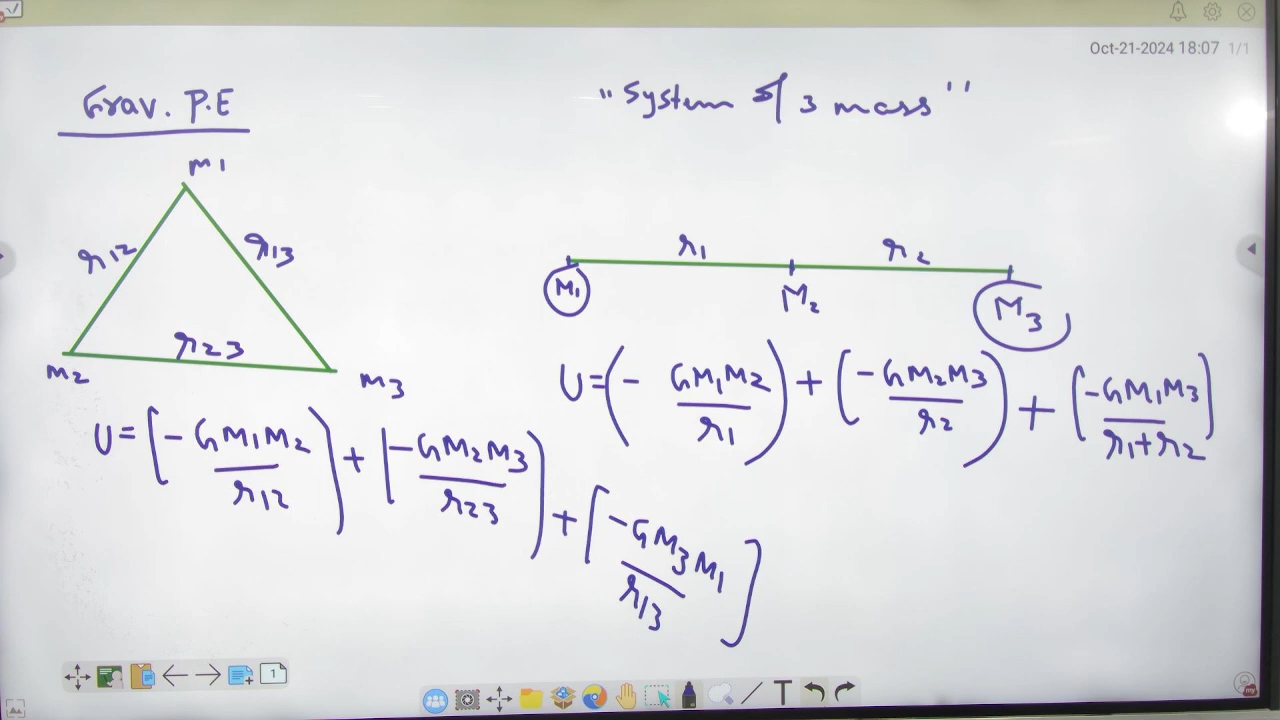 Oct-21-2024 18:07 1/1
Grav. P.E
"System of 3 mass"
M1
r12
r13
r23
M2
M3
r1
r2
M1
M2
M3
U=(- GM1M2/r1) + (-GM2M3/r2) + (-GM1M3/r1+r2)
U=[- GM1M2/r12) + [-GM2M3/r23) + [-GM3M1/r13]
1
T
my